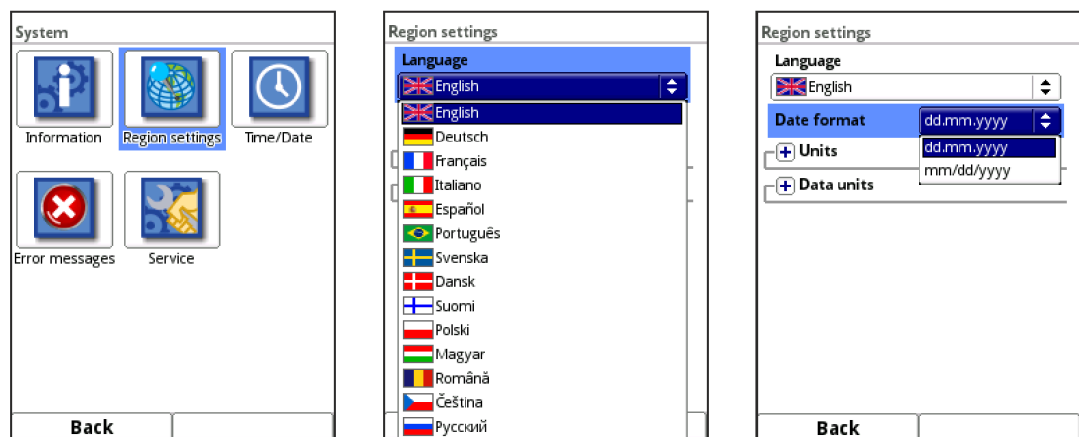 System
Information
Region settings
Time/Date
Error messages
Service
Back
Region settings
Language
English
English
Deutsch
Français
Italiano
Español
Português
Svenska
Dansk
Suomi
Polski
Magyar
Română
Čeština
Русский
Region settings
Language
English
Date format dd.mm.yyyy
dd.mm.yyyy
mm/dd/yyyy
Units
Data units
Back